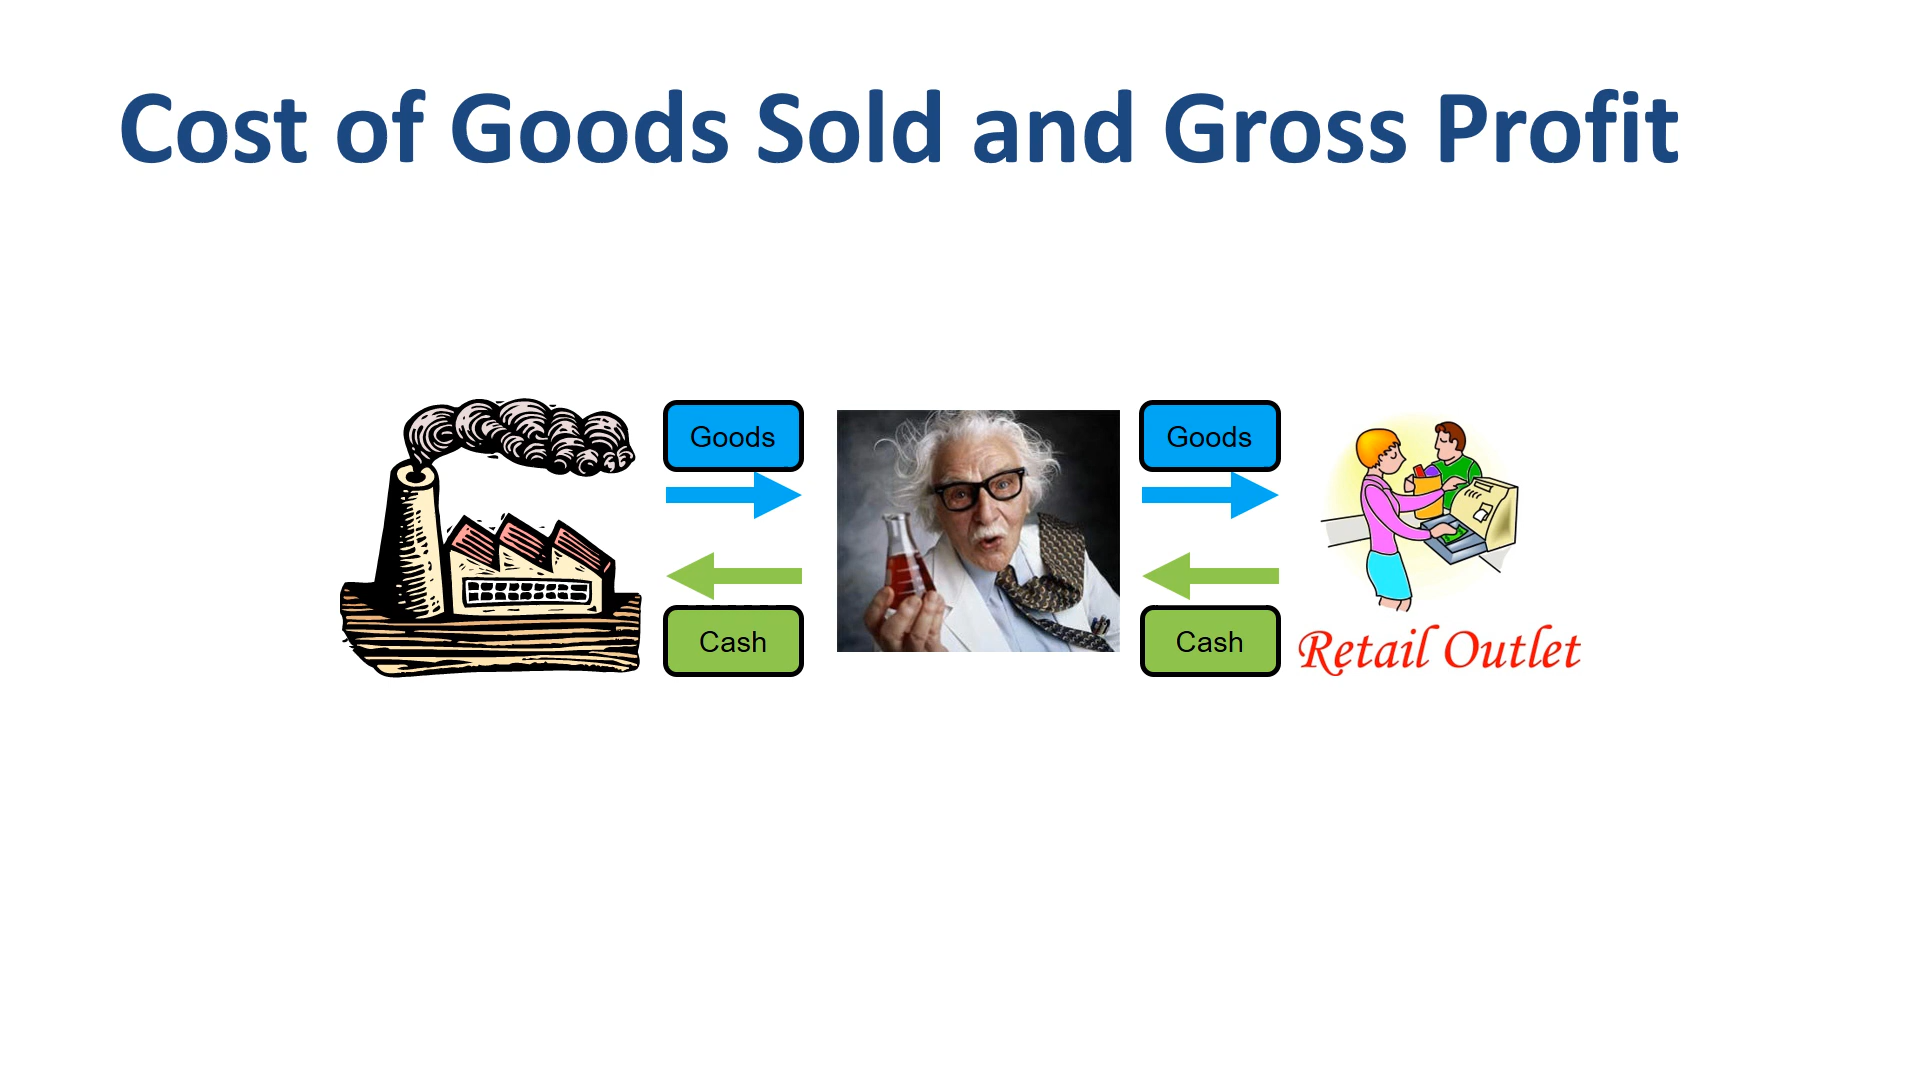 Cost of Goods Sold and Gross Profit
Goods
Goods
Cash
Cash
Retail Outlet